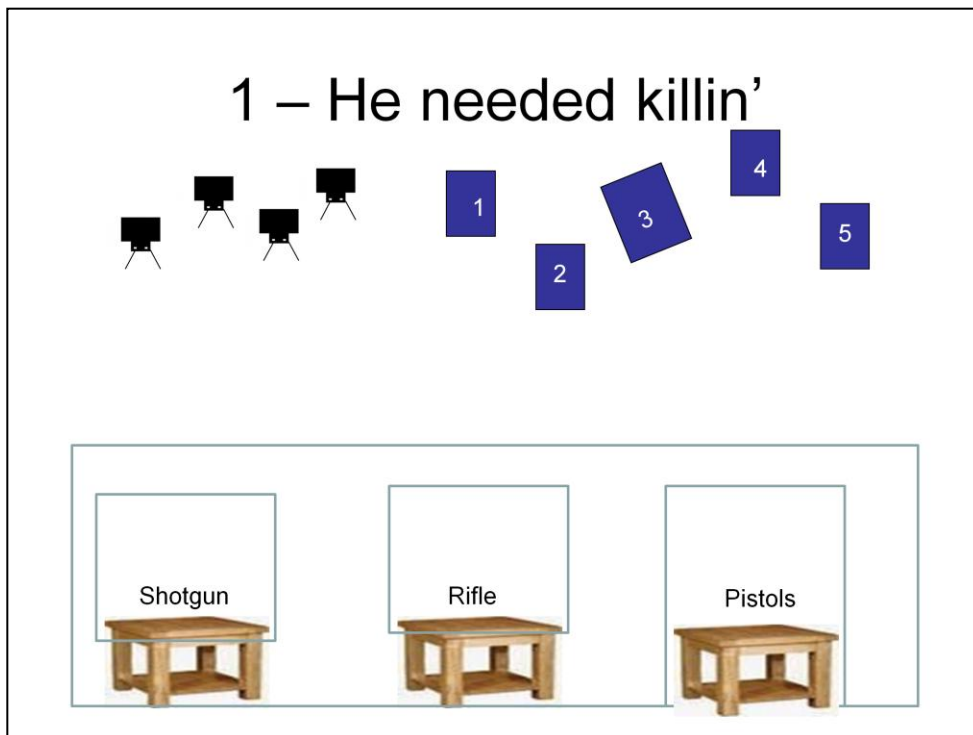 1 – He needed killin’
1
2
3
4
5
Shotgun
Rifle
Pistols